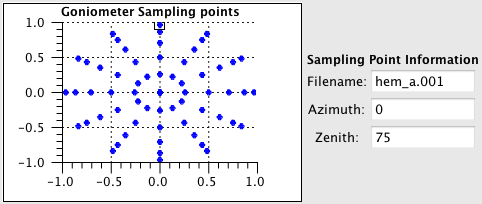 Goniometer Sampling points
1.0
0.5
0.0
-0.5
-1.0
-1.0 -0.5 0.0 0.5 1.0
Sampling Point Information
Filename: hem_a.001
Azimuth: 0
Zenith: 75